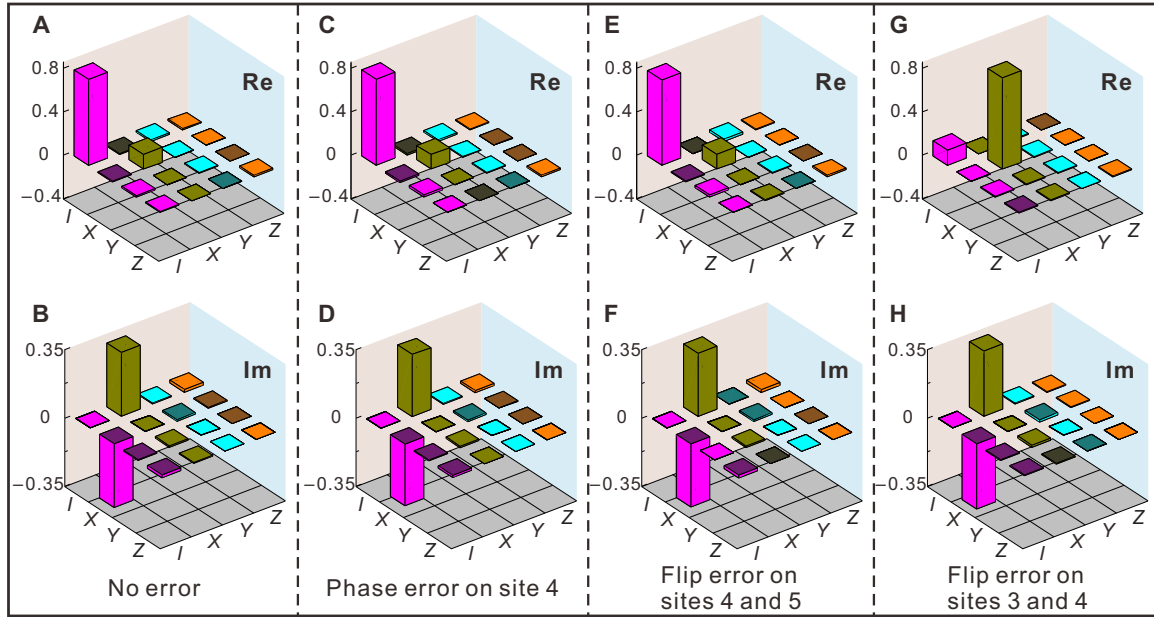 A
C
E
G
0.8
0.4
0
−0.4
Re
I
X
Y
Z
I
X
Y
Z
0.8
0.4
0
−0.4
Re
I
X
Y
Z
I
X
Y
Z
0.8
0.4
0
−0.4
Re
I
X
Y
Z
I
X
Y
Z
0.8
0.4
0
−0.4
Re
I
X
Y
Z
I
X
Y
Z
B
D
F
H
0.35
0
−0.35
Im
I
X
Y
Z
I
X
Y
Z
0.35
0
−0.35
Im
I
X
Y
Z
I
X
Y
Z
0.35
0
−0.35
Im
I
X
Y
Z
I
X
Y
Z
0.35
0
−0.35
Im
I
X
Y
Z
I
X
Y
Z
No error
Phase error on site 4
Flip error on
sites 4 and 5
Flip error on
sites 3 and 4